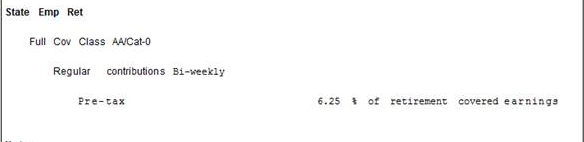 State Emp Ret
Full Cov Class AA/Cat-0
Regular contributions Bi-weekly
Pre-tax 6.25 % of retirement covered earnings